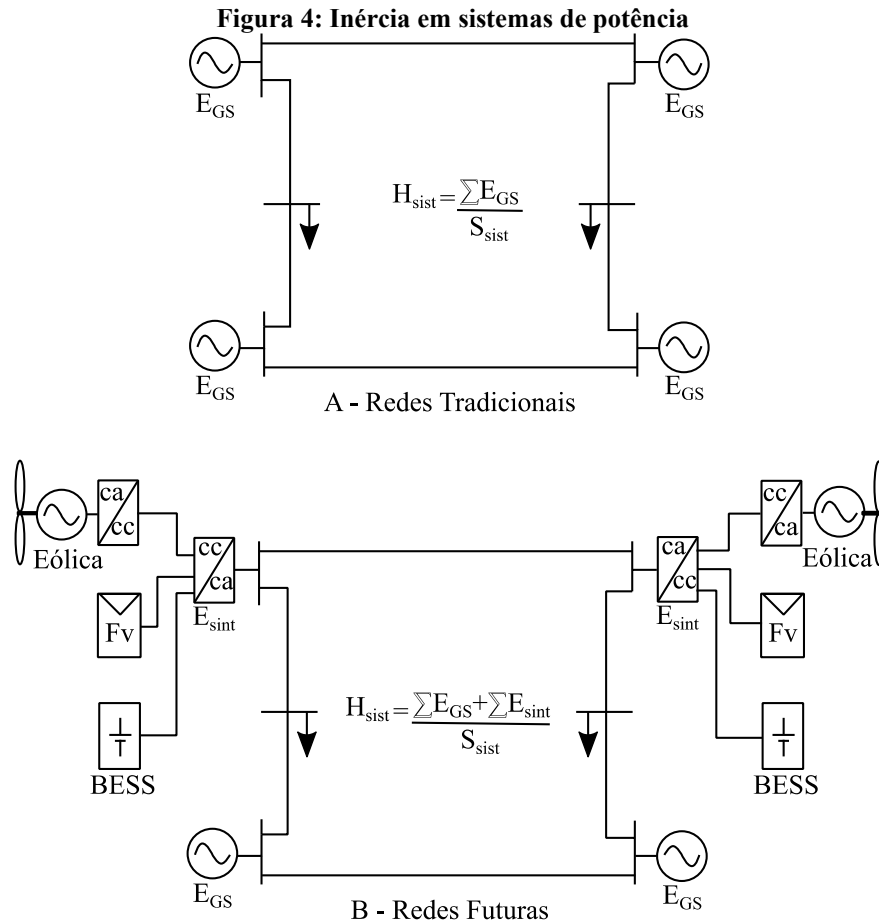 Figura 4: Inércia em sistemas de potência
E_GS
E_GS
H_sist = ∑E_GS / S_sist
E_GS
E_GS
A - Redes Tradicionais
ca
cc
cc
ca
Eólica
cc
ca
ca
cc
Eólica
E_sint
E_sint
Fv
Fv
H_sist = ∑E_GS + ∑E_sint / S_sist
BESS
BESS
E_GS
E_GS
B - Redes Futuras